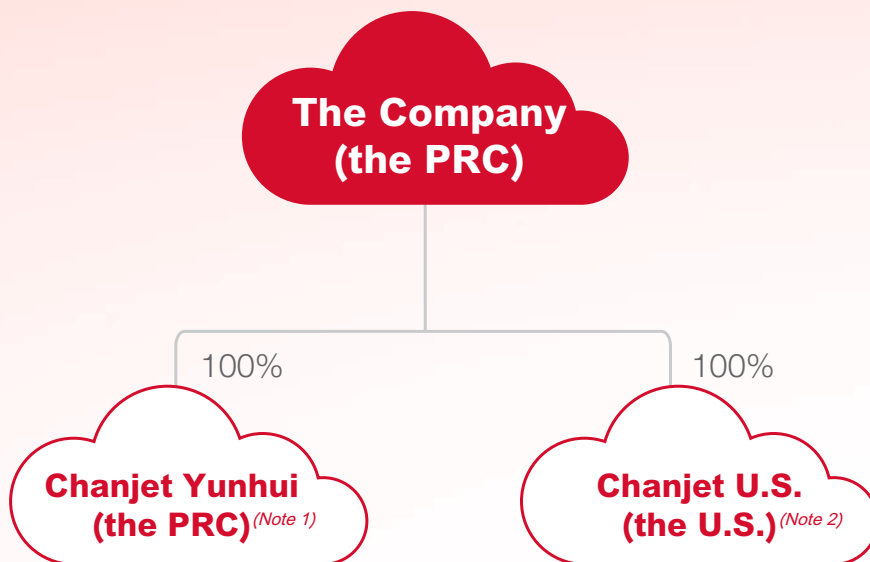 The Company
(the PRC)
100%
100%
Chanjet Yunhui
(the PRC)(Note 1)
Chanjet U.S.
(the U.S.)(Note 2)